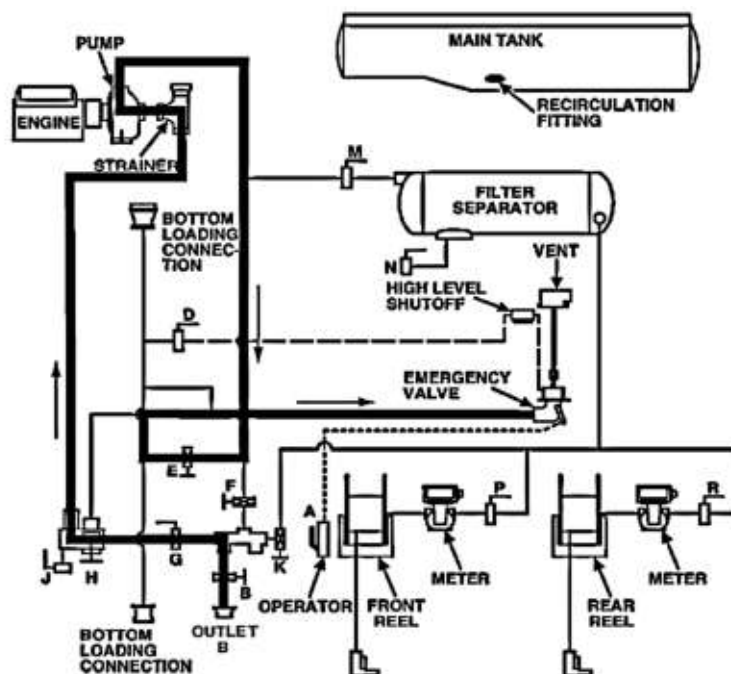 PUMP
ENGINE
STRAINER
MAIN TANK
RECIRCULATION
FITTING
M
FILTER
SEPARATOR
BOTTOM
LOADING
CONNEC-
TION
N
VENT
HIGH LEVEL
SHUTOFF
D
EMERGENCY
VALVE
E
F
A
P
R
G
K
J
H
B
OPERATOR
FRONT
REEL
METER
REAR
REEL
METER
BOTTOM
LOADING
CONNECTION
OUTLET
B